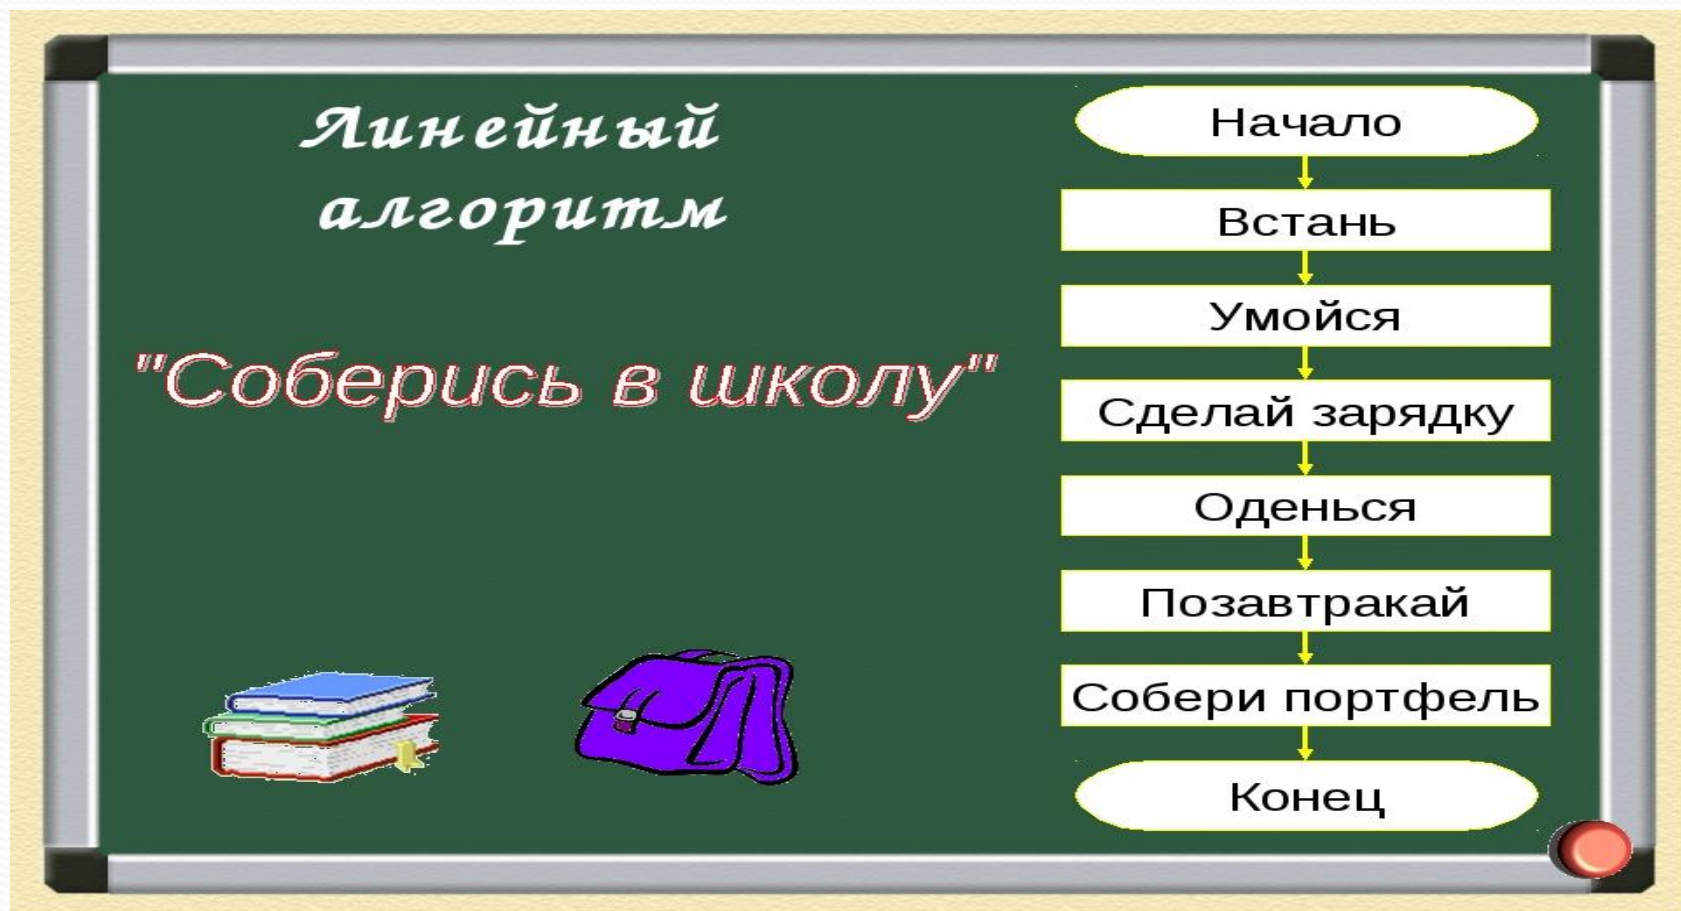 Линейный
алгоритм
"Соберись в школу"
Начало
Встань
Умойся
Сделай зарядку
Оденься
Позавтракай
Собери портфель
Конец